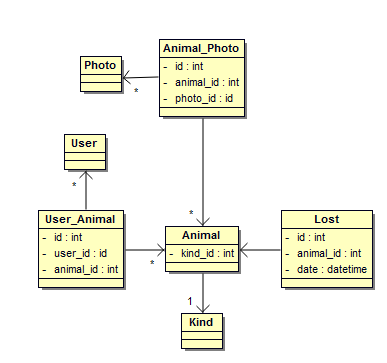 Animal_Photo
- id : int
- animal_id : int
- photo_id : id
Photo
*
User
*
User_Animal
- id : int
- user_id : id
- animal_id : int
*
*
Animal
- kind_id : int
Lost
- id : int
- animal_id : int
- date : datetime
1
Kind